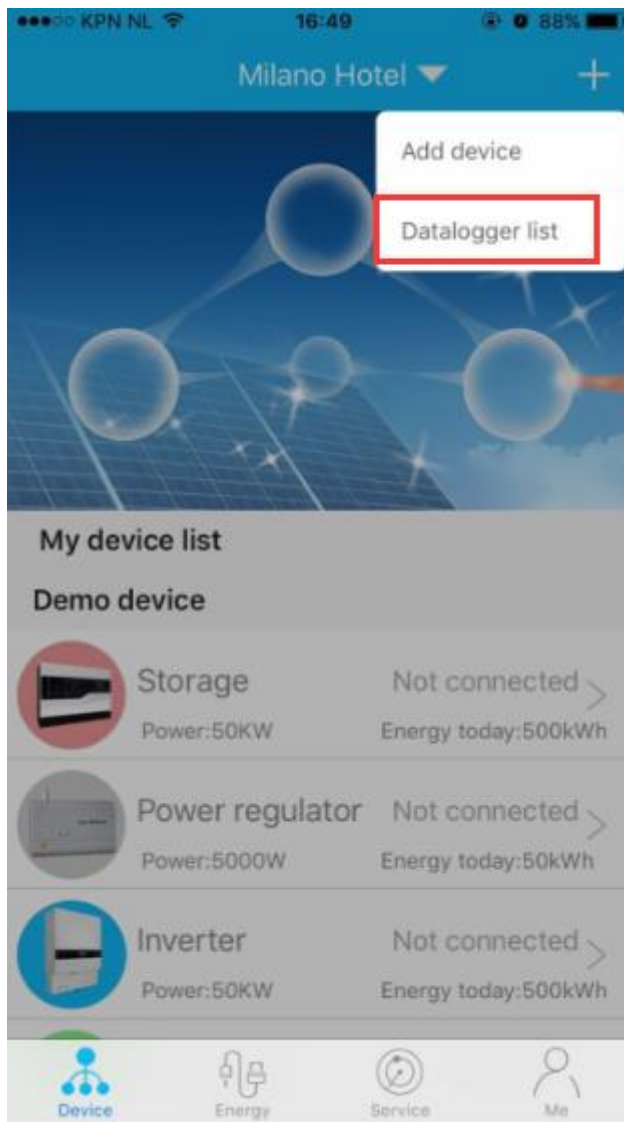 KPN NL 16:49 88%
Milano Hotel
Add device
Datalogger list
My device list
Demo device
Storage Not connected
Power:50KW Energy today:500kWh
Power regulator Not connected
Power:5000W Energy today:50kWh
Inverter Not connected
Power:50KW Energy today:500kWh
Device Energy Service Me